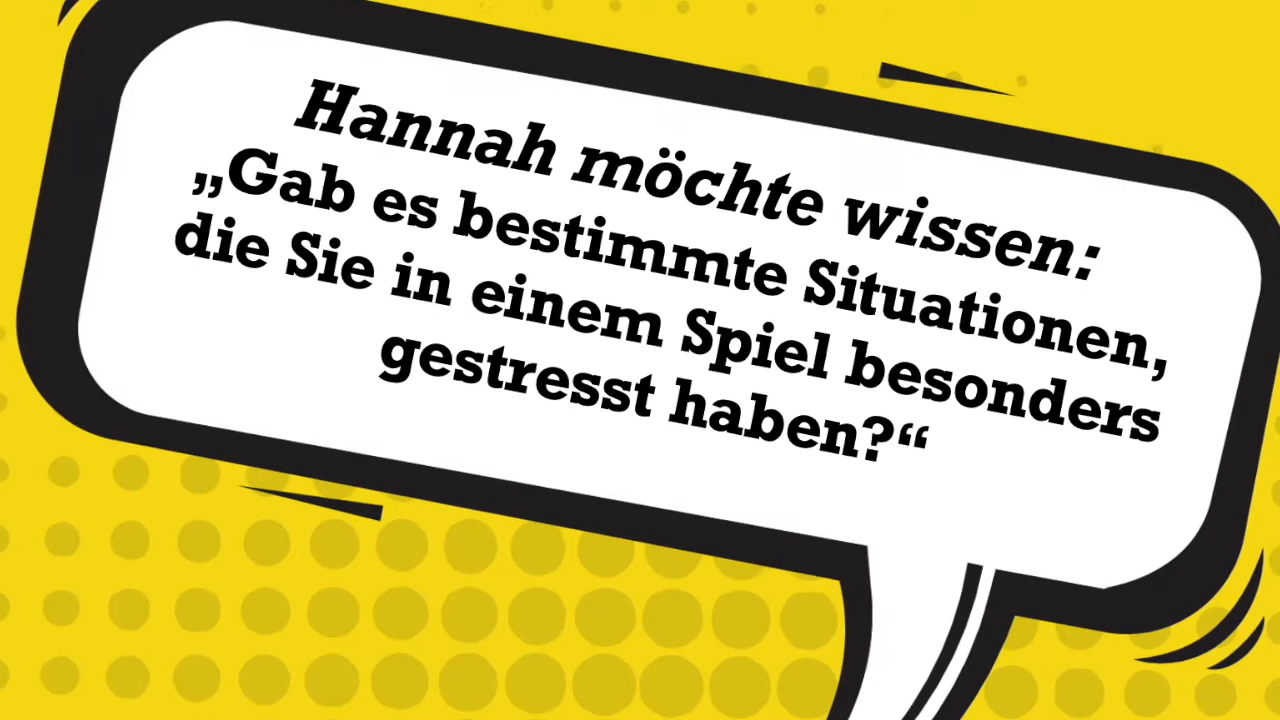 Hannah möchte wissen:
„Gab es bestimmte Situationen,
die Sie in einem Spiel besonders
gestresst haben?“